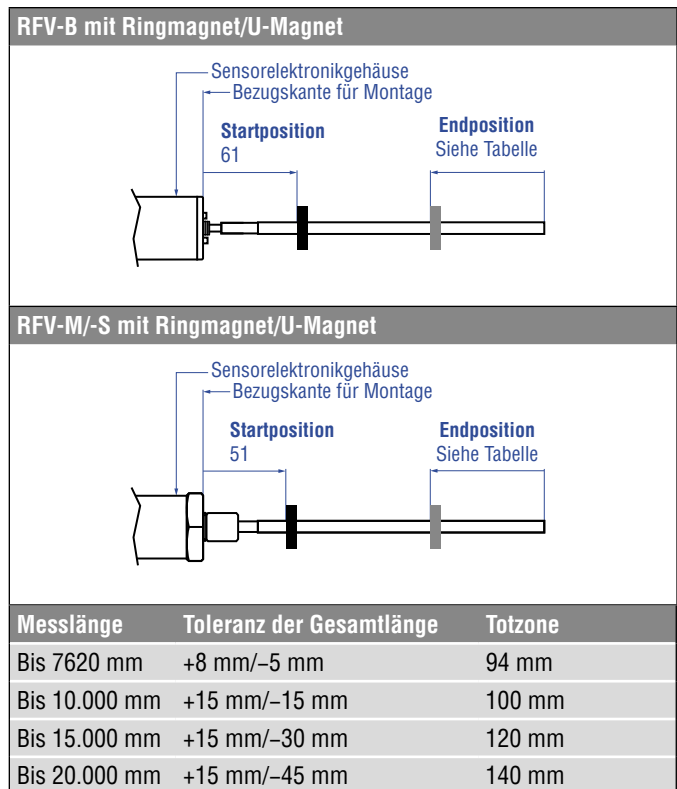 RFV-B mit Ringmagnet/U-Magnet
Sensorelektronikgehäuse
Bezugskante für Montage
Startposition
61
Endposition
Siehe Tabelle
RFV-M/-S mit Ringmagnet/U-Magnet
Sensorelektronikgehäuse
Bezugskante für Montage
Startposition
51
Endposition
Siehe Tabelle
Messlänge Toleranz der Gesamtlänge Totzone
Bis 7620 mm +8 mm/−5 mm 94 mm
Bis 10.000 mm +15 mm/−15 mm 100 mm
Bis 15.000 mm +15 mm/−30 mm 120 mm
Bis 20.000 mm +15 mm/−45 mm 140 mm